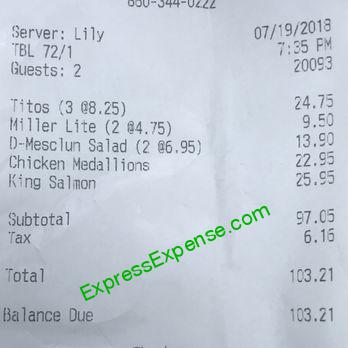 860-344-0222
Server: Lily 07/19/2018
TBL 72/1 7:35 PM
Guests: 2 20093
Titos (3 @8.25) 24.75
Miller Lite (2 @4.75) 9.50
D-Mesclun Salad (2 @6.95) 13.90
Chicken Medallions 22.95
King Salmon 25.95
Subtotal 97.05
Tax 6.16
ExpressExpense.com
Total 103.21
Balance Due 103.21